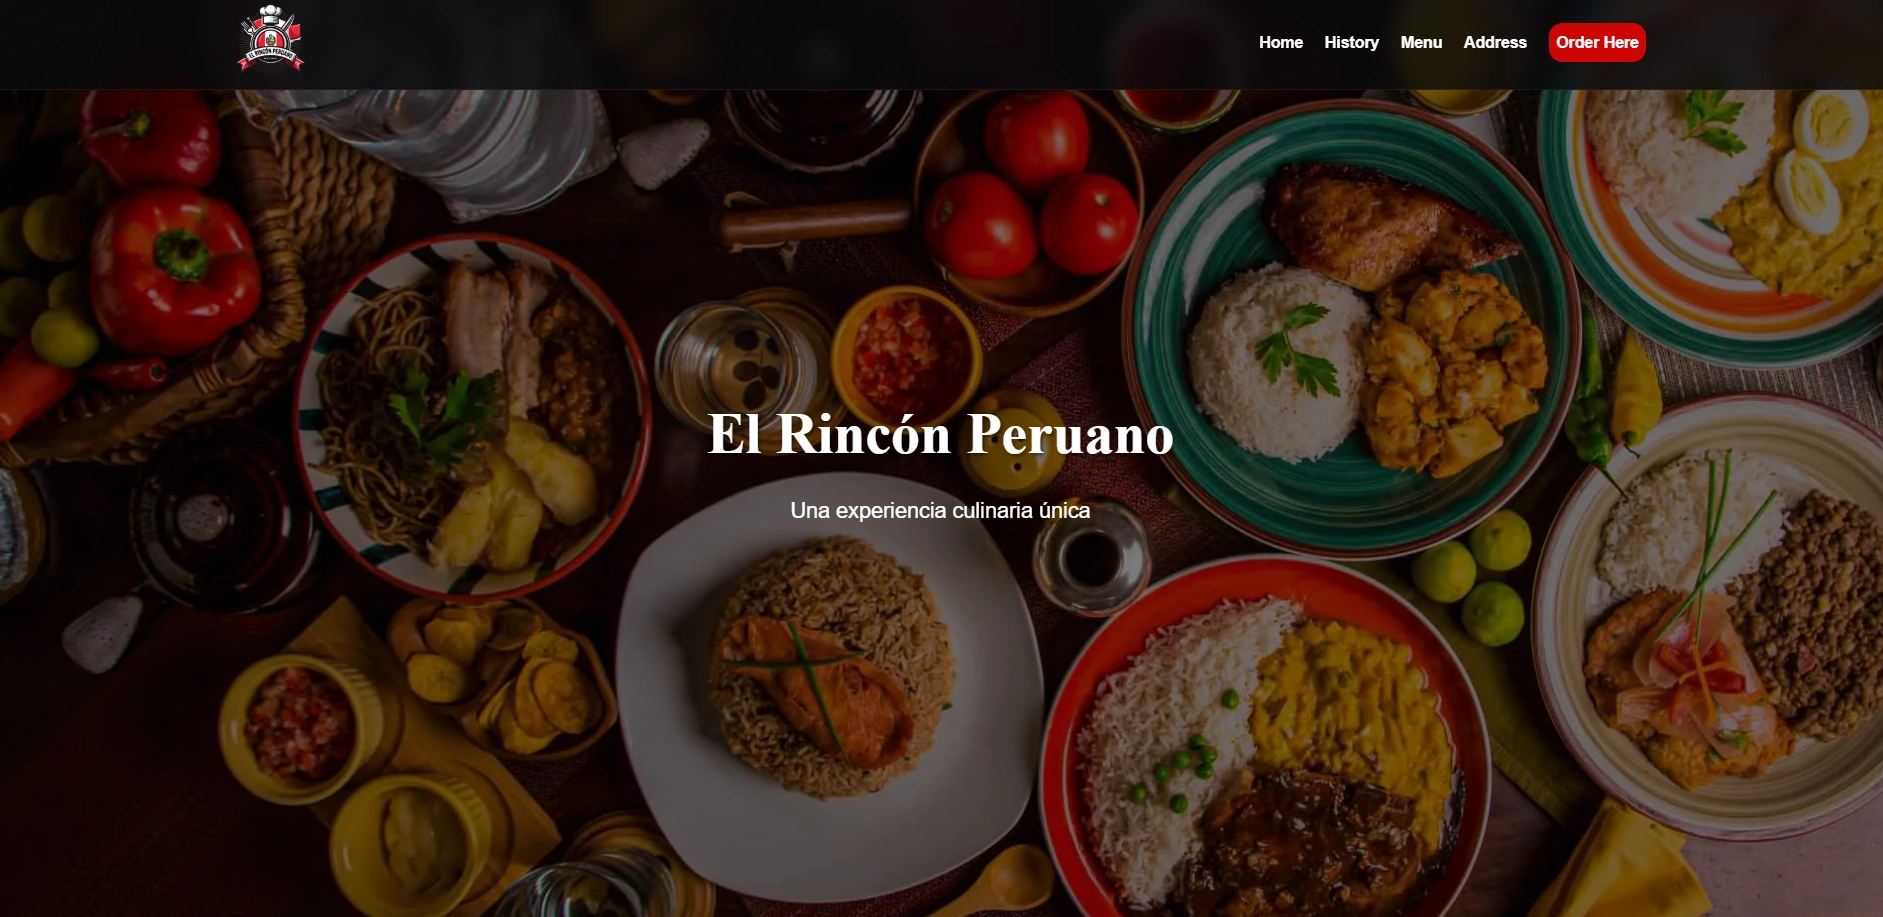 EL RINCÓN PERUANO
Home History Menu Address Order Here
El Rincón Peruano
Una experiencia culinaria única